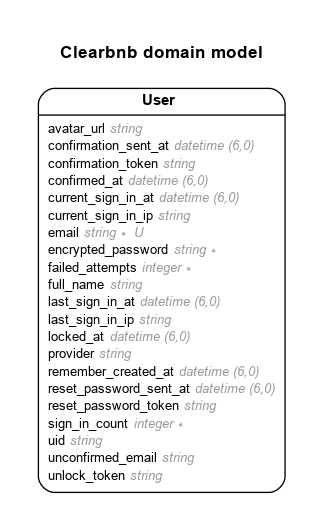 Clearbnb domain model
User
avatar_url string
confirmation_sent_at datetime (6,0)
confirmation_token string
confirmed_at datetime (6,0)
current_sign_in_at datetime (6,0)
current_sign_in_ip string
email string ∗ U
encrypted_password string ∗
failed_attempts integer ∗
full_name string
last_sign_in_at datetime (6,0)
last_sign_in_ip string
locked_at datetime (6,0)
provider string
remember_created_at datetime (6,0)
reset_password_sent_at datetime (6,0)
reset_password_token string
sign_in_count integer ∗
uid string
unconfirmed_email string
unlock_token string